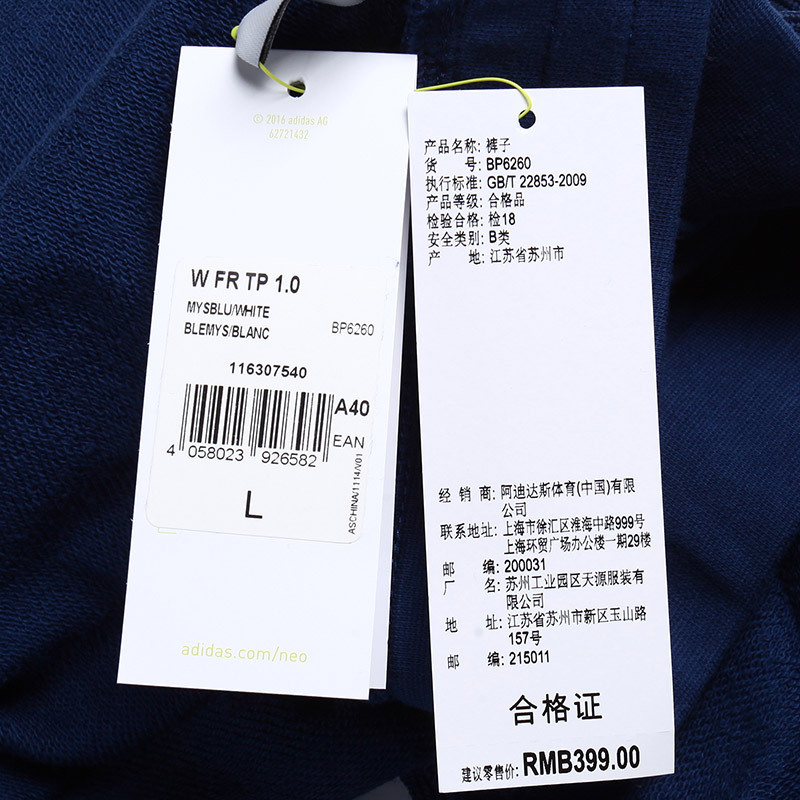 © 2016 adidas AG
62721432
W FR TP 1.0
MYSBLU/WHITE
BLEMYS/BLANC
BP6260
116307540
A40
EAN
4 058023 926582
L
ASCHINA/1114/V01
adidas.com/neo
产品名称: 裤子
货 号: BP6260
执行标准: GB/T 22853-2009
产品等级: 合格品
检验合格: 检18
安全类别: B类
产 地: 江苏省苏州市
经 销 商: 阿迪达斯体育(中国)有限
公司
联系地址: 上海市徐汇区淮海中路999号
上海环贸广场办公楼一期29楼
邮 编: 200031
厂 名: 苏州工业园区天源服装有
限公司
地 址: 江苏省苏州市新区玉山路
157号
邮 编: 215011
合格证
建议零售价: RMB399.00